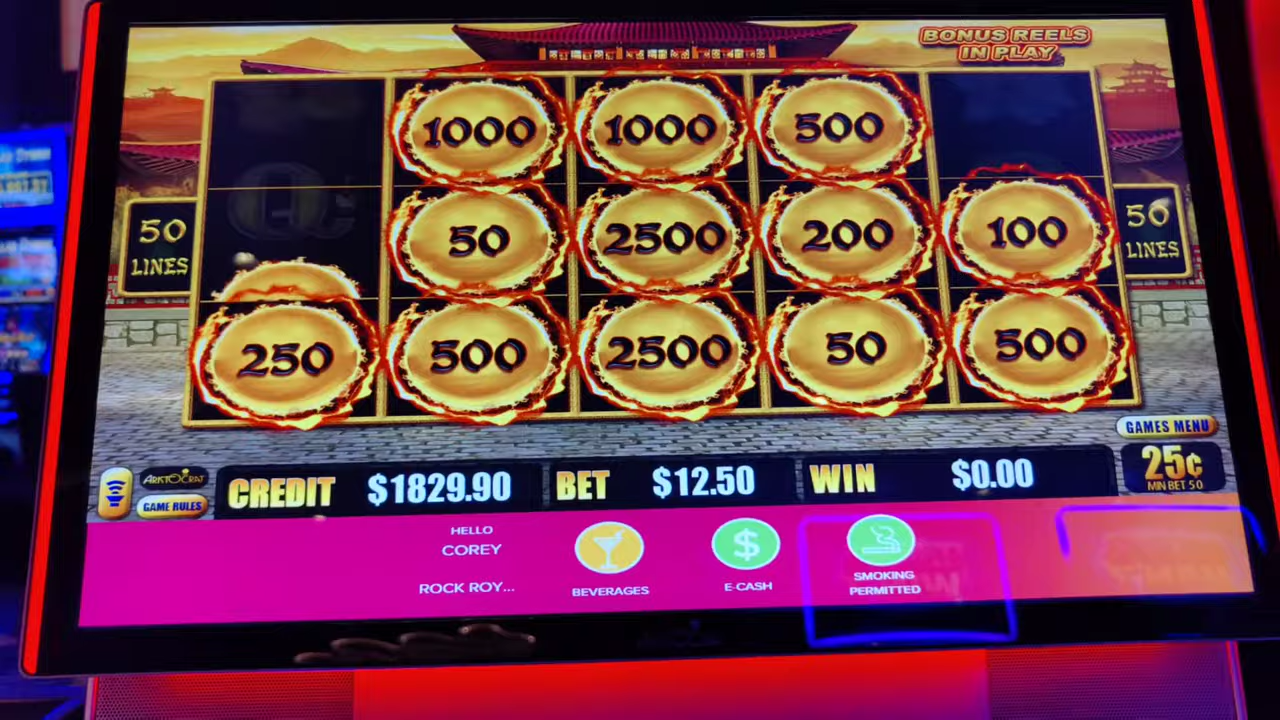 BONUS REELS
IN PLAY
1000
1000
500
50
LINES
50
2500
200
100
50
LINES
250
500
2500
50
500
GAMES MENU
ARISTOCRAT
GAME RULES
CREDIT $1829.90
BET $12.50
WIN $0.00
25¢
MIN BET 50
HELLO
COREY
ROCK ROY...
BEVERAGES
E-CASH
SMOKING
PERMITTED